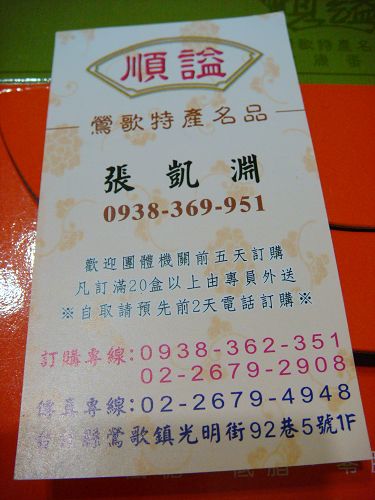 順謚
鶯歌特產名品
張凱淵
0938-369-951
歡迎團體機關前五天訂購
凡訂滿20盒以上由專員外送
※自取請預先前2天電話訂購※
訂購專線:0938-362-351
02-2679-2908
傳真專線:02-2679-4948
台北縣鶯歌鎮光明街92巷5號1F